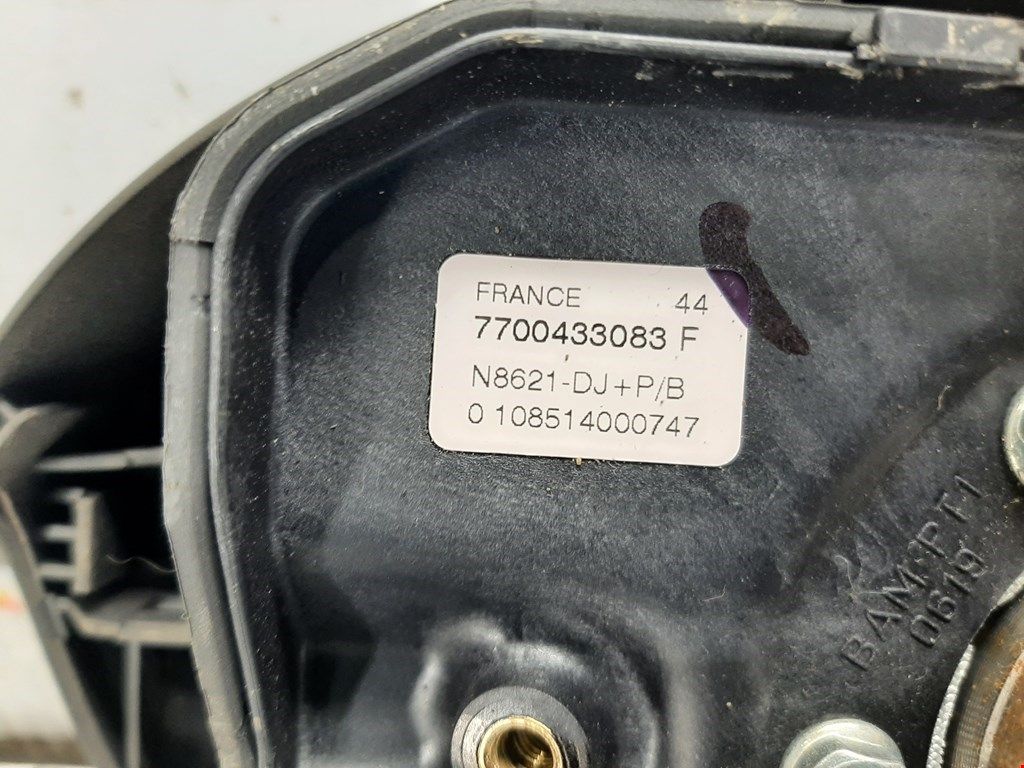 FRANCE 44
7700433083 F
N8621-DJ+P/B
0 108514000747
BAM-PT1
0619